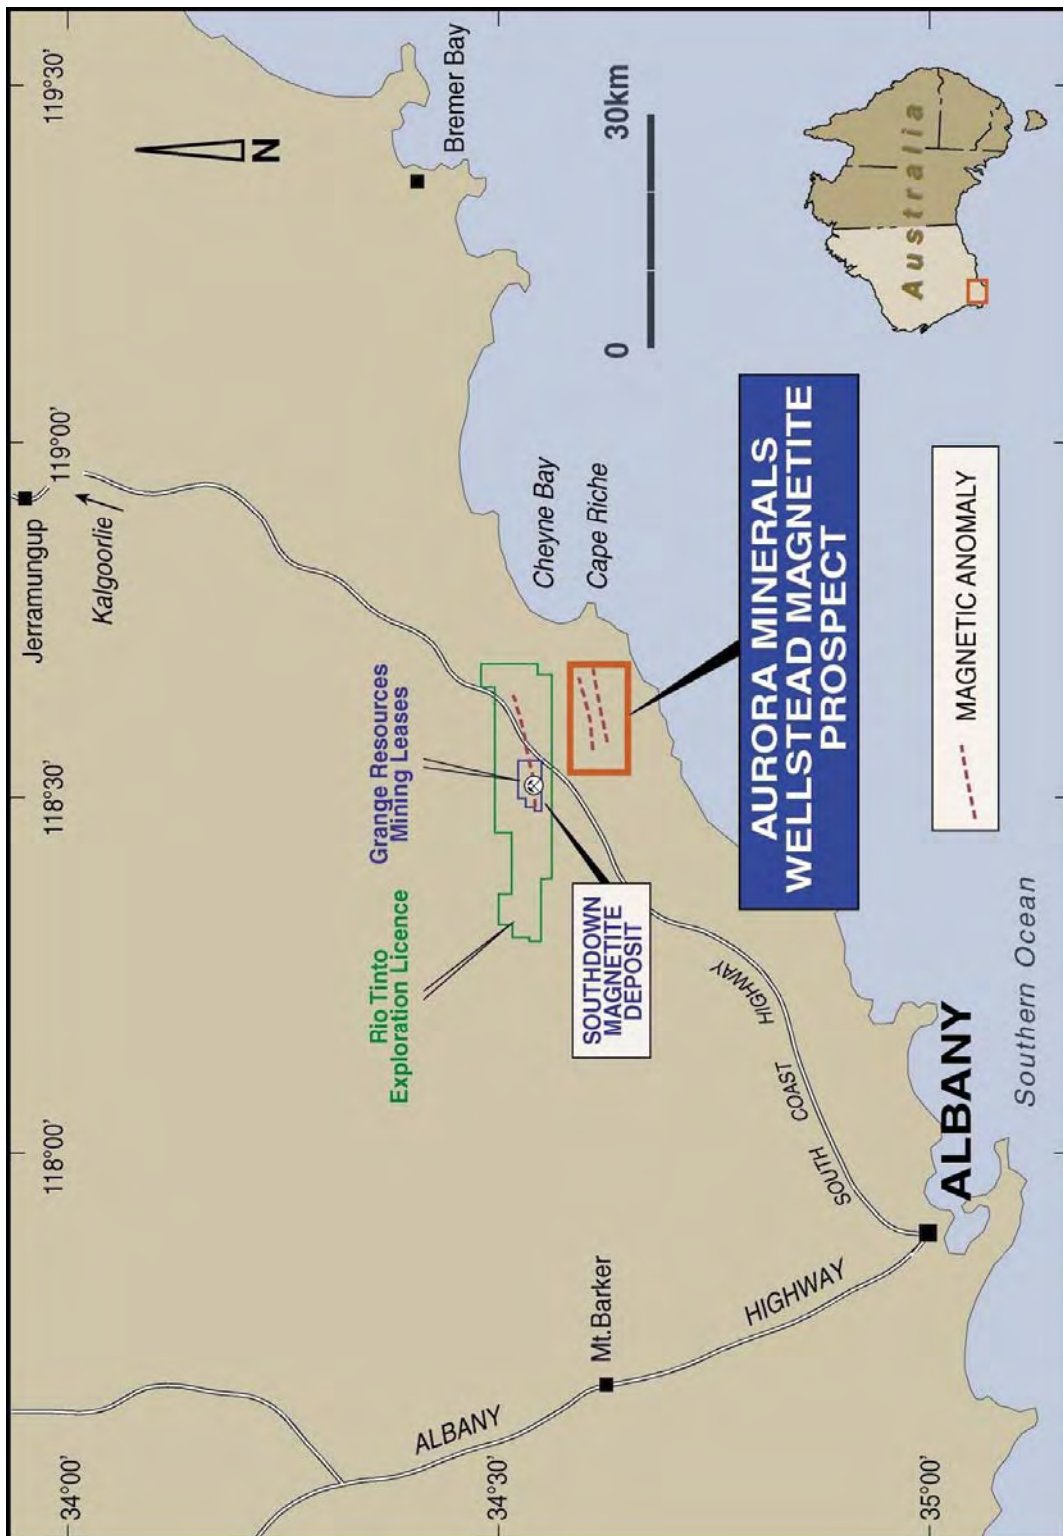 118°00'
118°30'
119°00'
119°30'
34°00'
34°30'
35°00'
Jerramungup
Kalgoorlie
N
Bremer Bay
Rio Tinto
Exploration Licence
Grange Resources
Mining Leases
SOUTHDOWN
MAGNETITE
DEPOSIT
Cheyne Bay
Cape Riche
Mt.Barker
ALBANY
HIGHWAY
SOUTH COAST HIGHWAY
ALBANY
Southern Ocean
AURORA MINERALS
WELLSTEAD MAGNETITE
PROSPECT
0 30km
MAGNETIC ANOMALY
Australia